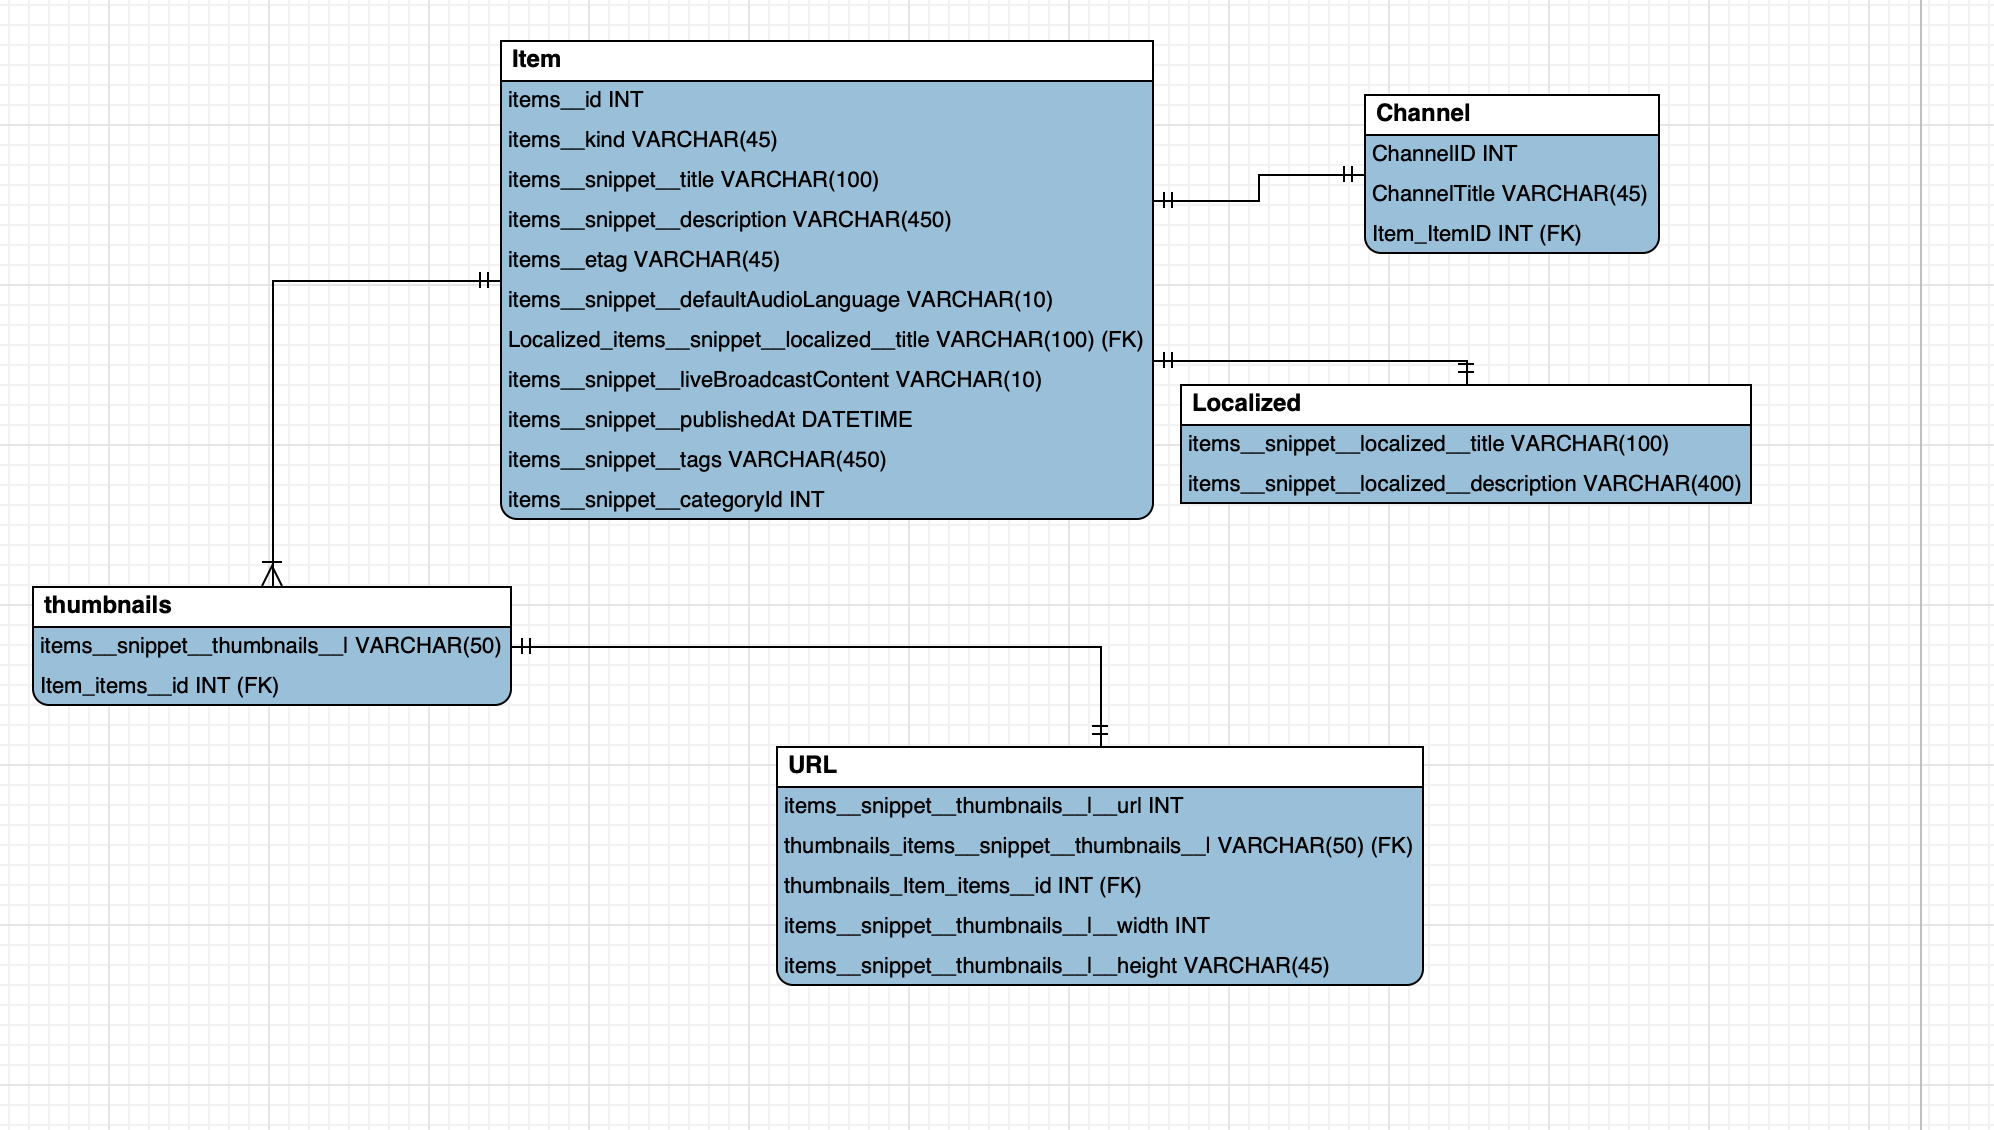 Item
items__id INT
items__kind VARCHAR(45)
items__snippet__title VARCHAR(100)
items__snippet__description VARCHAR(450)
items__etag VARCHAR(45)
items__snippet__defaultAudioLanguage VARCHAR(10)
Localized_items__snippet__localized__title VARCHAR(100) (FK)
items__snippet__liveBroadcastContent VARCHAR(10)
items__snippet__publishedAt DATETIME
items__snippet__tags VARCHAR(450)
items__snippet__categoryId INT
Channel
ChannelID INT
ChannelTitle VARCHAR(45)
Item_ItemID INT (FK)
Localized
items__snippet__localized__title VARCHAR(100)
items__snippet__localized__description VARCHAR(400)
thumbnails
items__snippet__thumbnails__l VARCHAR(50)
Item_items__id INT (FK)
URL
items__snippet__thumbnails__l__url INT
thumbnails_items__snippet__thumbnails__l VARCHAR(50) (FK)
thumbnails_Item_items__id INT (FK)
items__snippet__thumbnails__l__width INT
items__snippet__thumbnails__l__height VARCHAR(45)